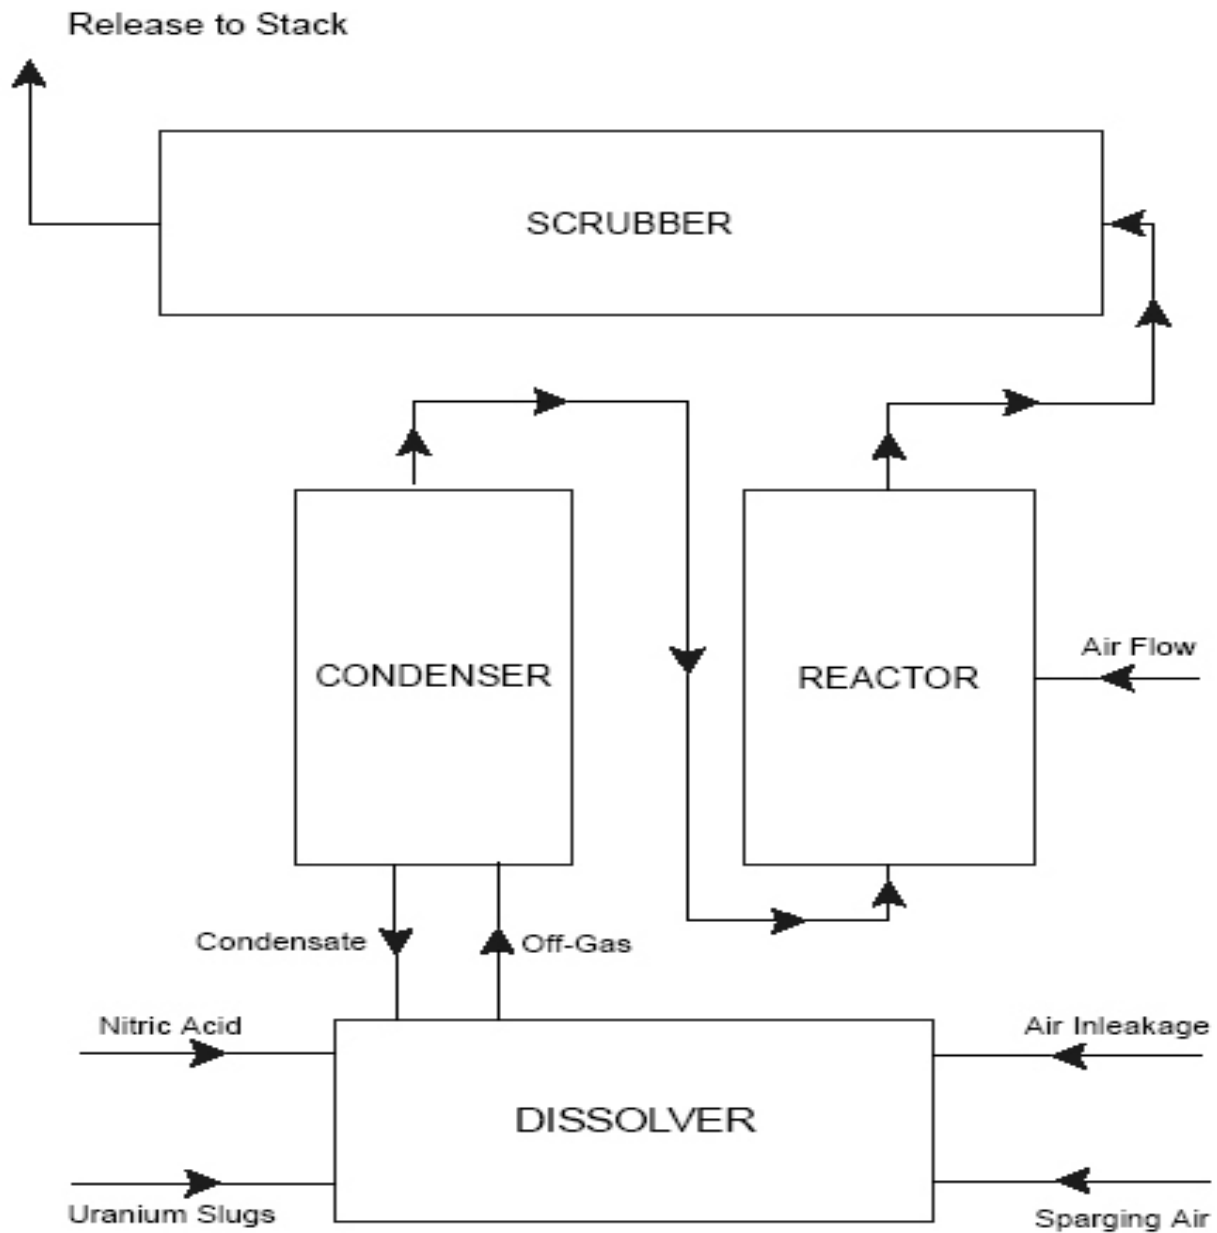 Release to Stack
SCRUBBER
Air Flow
CONDENSER
REACTOR
Condensate
Off-Gas
Nitric Acid
Air Inleakage
DISSOLVER
Uranium Slugs
Sparging Air